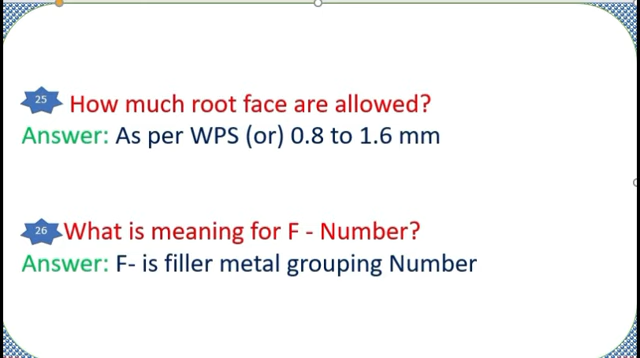 25 How much root face are allowed?
Answer: As per WPS (or) 0.8 to 1.6 mm
26 What is meaning for F - Number?
Answer: F- is filler metal grouping Number